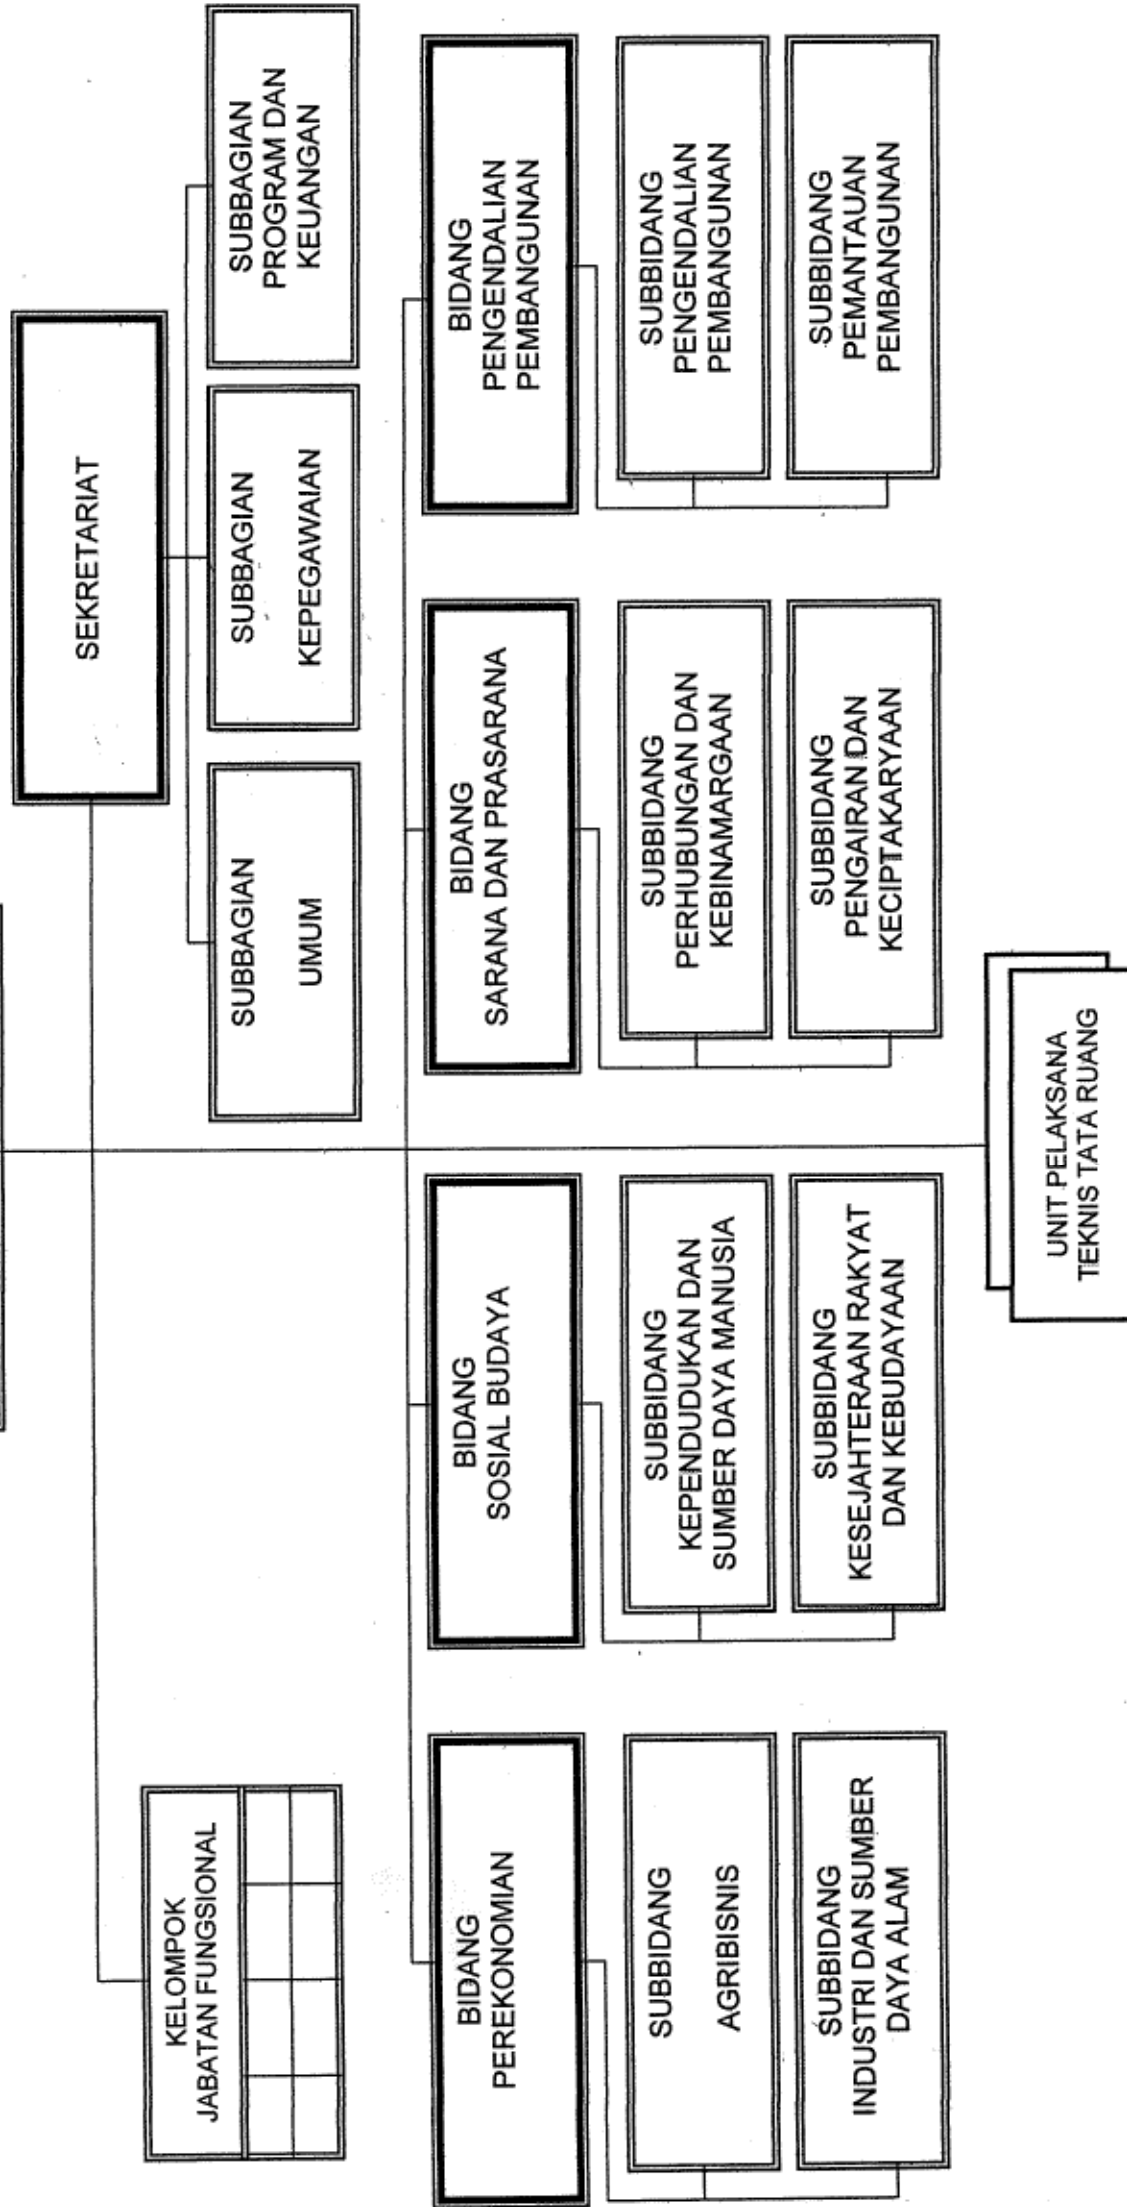 SEKRETARIAT
KELOMPOK
JABATAN FUNGSIONAL
SUBBAGIAN
UMUM
SUBBAGIAN
KEPEGAWAIAN
SUBBAGIAN
PROGRAM DAN
KEUANGAN
BIDANG
PEREKONOMIAN
BIDANG
SOSIAL BUDAYA
BIDANG
SARANA DAN PRASARANA
BIDANG
PENGENDALIAN
PEMBANGUNAN
SUBBIDANG
AGRIBISNIS
SUBBIDANG
KEPENDUDUKAN DAN
SUMBER DAYA MANUSIA
SUBBIDANG
PERHUBUNGAN DAN
KEBINAMARGAAN
SUBBIDANG
PENGENDALIAN
PEMBANGUNAN
SUBBIDANG
INDUSTRI DAN SUMBER
DAYA ALAM
SUBBIDANG
KESEJAHTERAAN RAKYAT
DAN KEBUDAYAAN
SUBBIDANG
PENGAIRAN DAN
KECIPTAKARYAAN
SUBBIDANG
PEMANTAUAN
PEMBANGUNAN
UNIT PELAKSANA
TEKNIS TATA RUANG